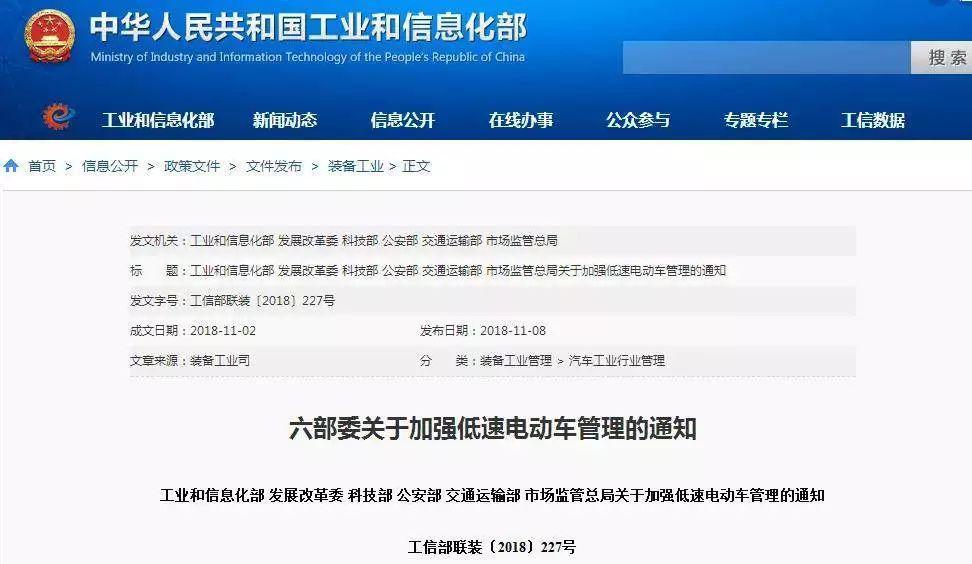 中华人民共和国工业和信息化部
Ministry of Industry and Information Technology of the People's Republic of China
搜 索
工业和信息化部 新闻动态 信息公开 在线办事 公众参与 专题专栏 工信数据
首页 > 信息公开 > 政策文件 > 文件发布 > 装备工业 > 正文
发文机关：工业和信息化部 发展改革委 科技部 公安部 交通运输部 市场监管总局
标 题：工业和信息化部 发展改革委 科技部 公安部 交通运输部 市场监管总局关于加强低速电动车管理的通知
发文字号：工信部联装〔2018〕227号
成文日期：2018-11-02 发布日期：2018-11-08
文章来源：装备工业司 分 类：装备工业管理 > 汽车工业行业管理
六部委关于加强低速电动车管理的通知
工业和信息化部 发展改革委 科技部 公安部 交通运输部 市场监管总局关于加强低速电动车管理的通知
工信部联装〔2018〕227号